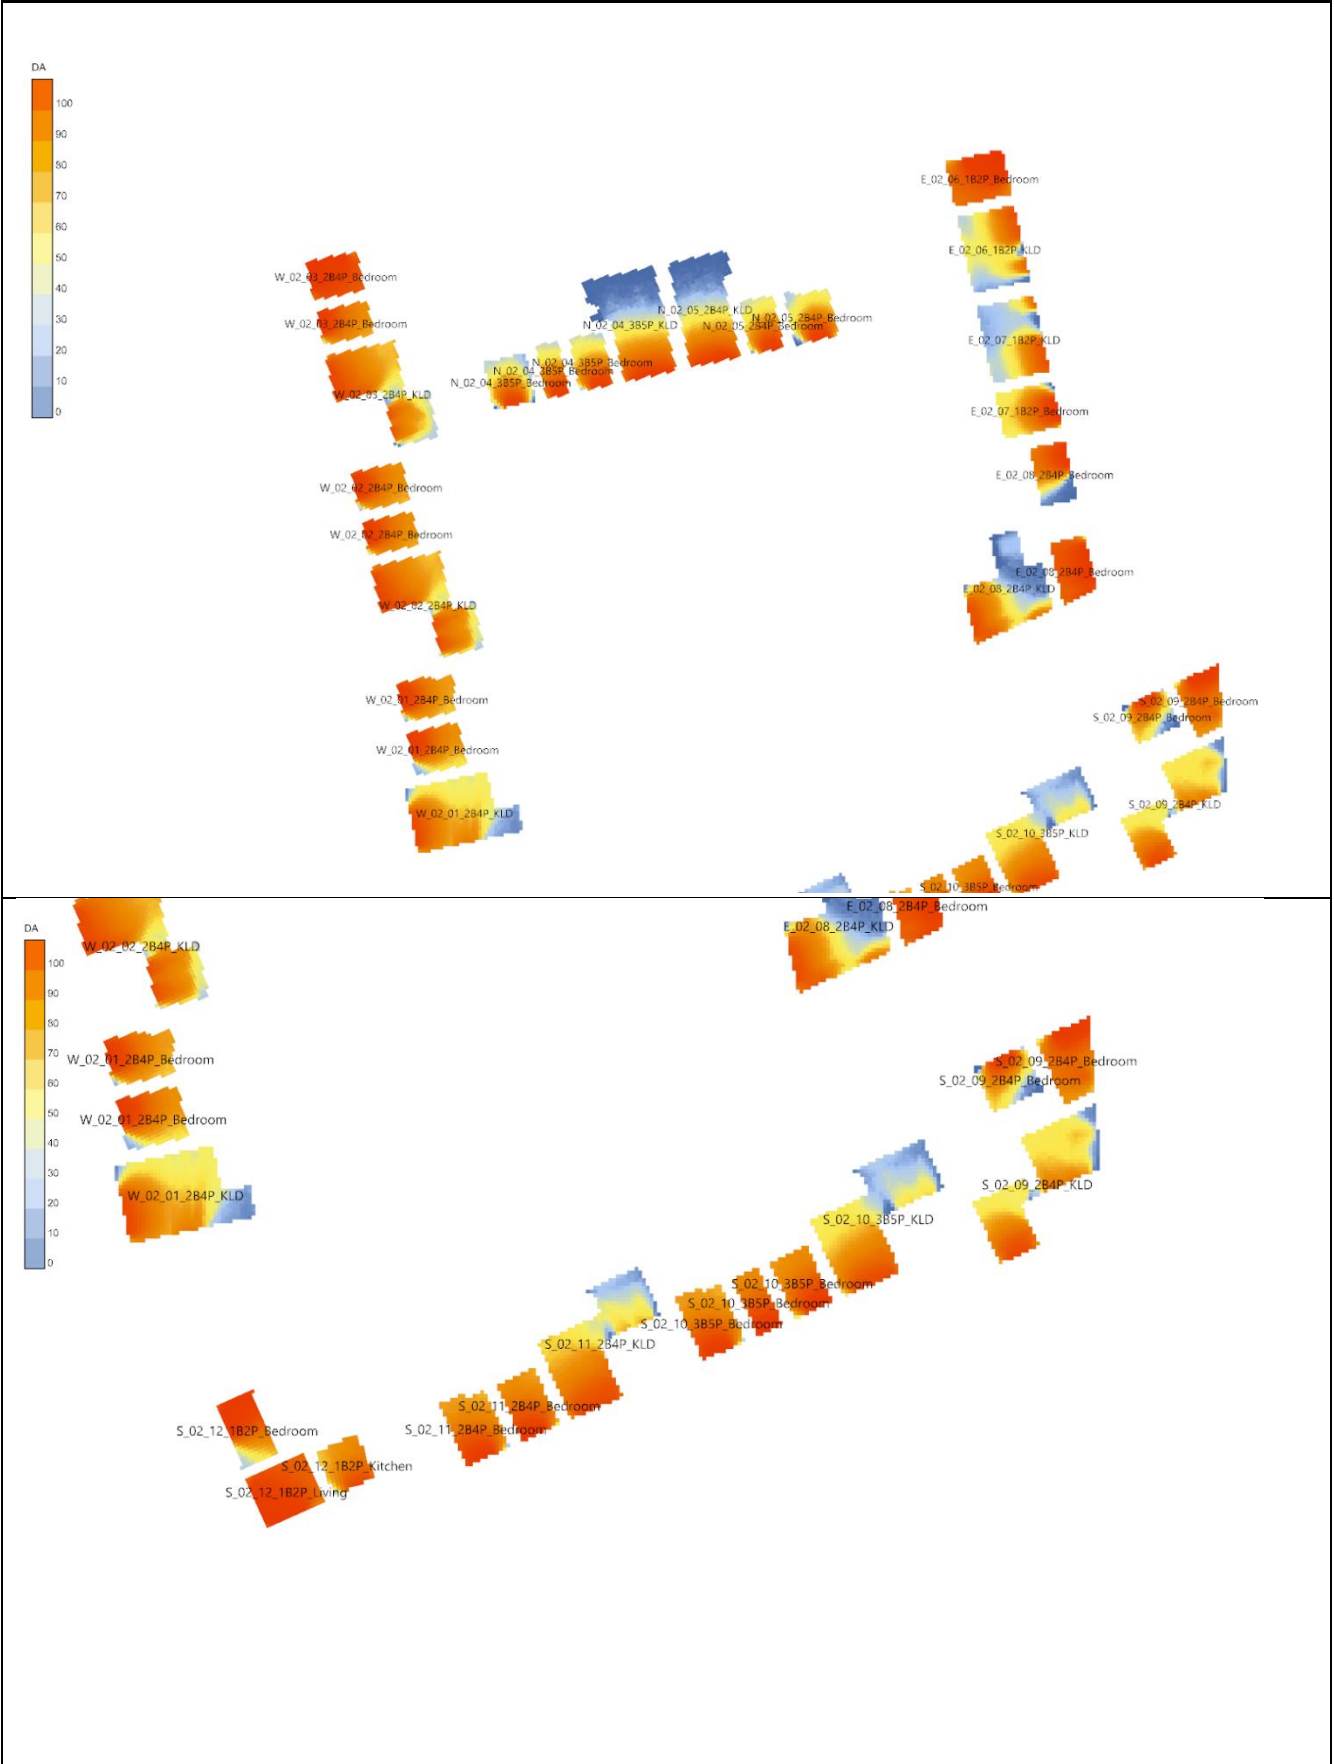 DA
100
90
80
70
60
50
40
30
20
10
0
E_02_06_1B2P_Bedroom
E_02_06_1B2P_KLD
W_02_03_2B4P_Bedroom
W_02_03_2B4P_Bedroom
W_02_03_2B4P_KLD
N_02_05_2B4P_KLD
N_02_05_2B4P_Bedroom
N_02_04_3B5P_KLD
N_02_05_2B4P_Bedroom
N_02_04_3B5P_Bedroom
N_02_04_3B5P_Bedroom
N_02_04_3B5P_Bedroom
E_02_07_1B2P_KLD
E_02_07_1B2P_Bedroom
E_02_08_2B4P_Bedroom
W_02_02_2B4P_Bedroom
W_02_02_2B4P_Bedroom
W_02_02_2B4P_KLD
E_02_08_2B4P_Bedroom
E_02_08_2B4P_KLD
W_02_01_2B4P_Bedroom
W_02_01_2B4P_Bedroom
W_02_01_2B4P_KLD
S_02_09_2B4P_Bedroom
S_02_09_2B4P_Bedroom
S_02_09_2B4P_KLD
S_02_10_3B5P_KLD
S_02_10_3B5P_Bedroom
DA
100
90
80
70
60
50
40
30
20
10
0
E_02_08_2B4P_Bedroom
E_02_08_2B4P_KLD
W_02_02_2B4P_KLD
W_02_01_2B4P_Bedroom
W_02_01_2B4P_Bedroom
W_02_01_2B4P_KLD
S_02_09_2B4P_Bedroom
S_02_09_2B4P_Bedroom
S_02_09_2B4P_KLD
S_02_10_3B5P_KLD
S_02_10_3B5P_Bedroom
S_02_10_3B5P_Bedroom
S_02_10_3B5P_Bedroom
S_02_11_2B4P_KLD
S_02_11_2B4P_Bedroom
S_02_11_2B4P_Bedroom
S_02_12_1B2P_Bedroom
S_02_12_1B2P_Kitchen
S_02_12_1B2P_Living